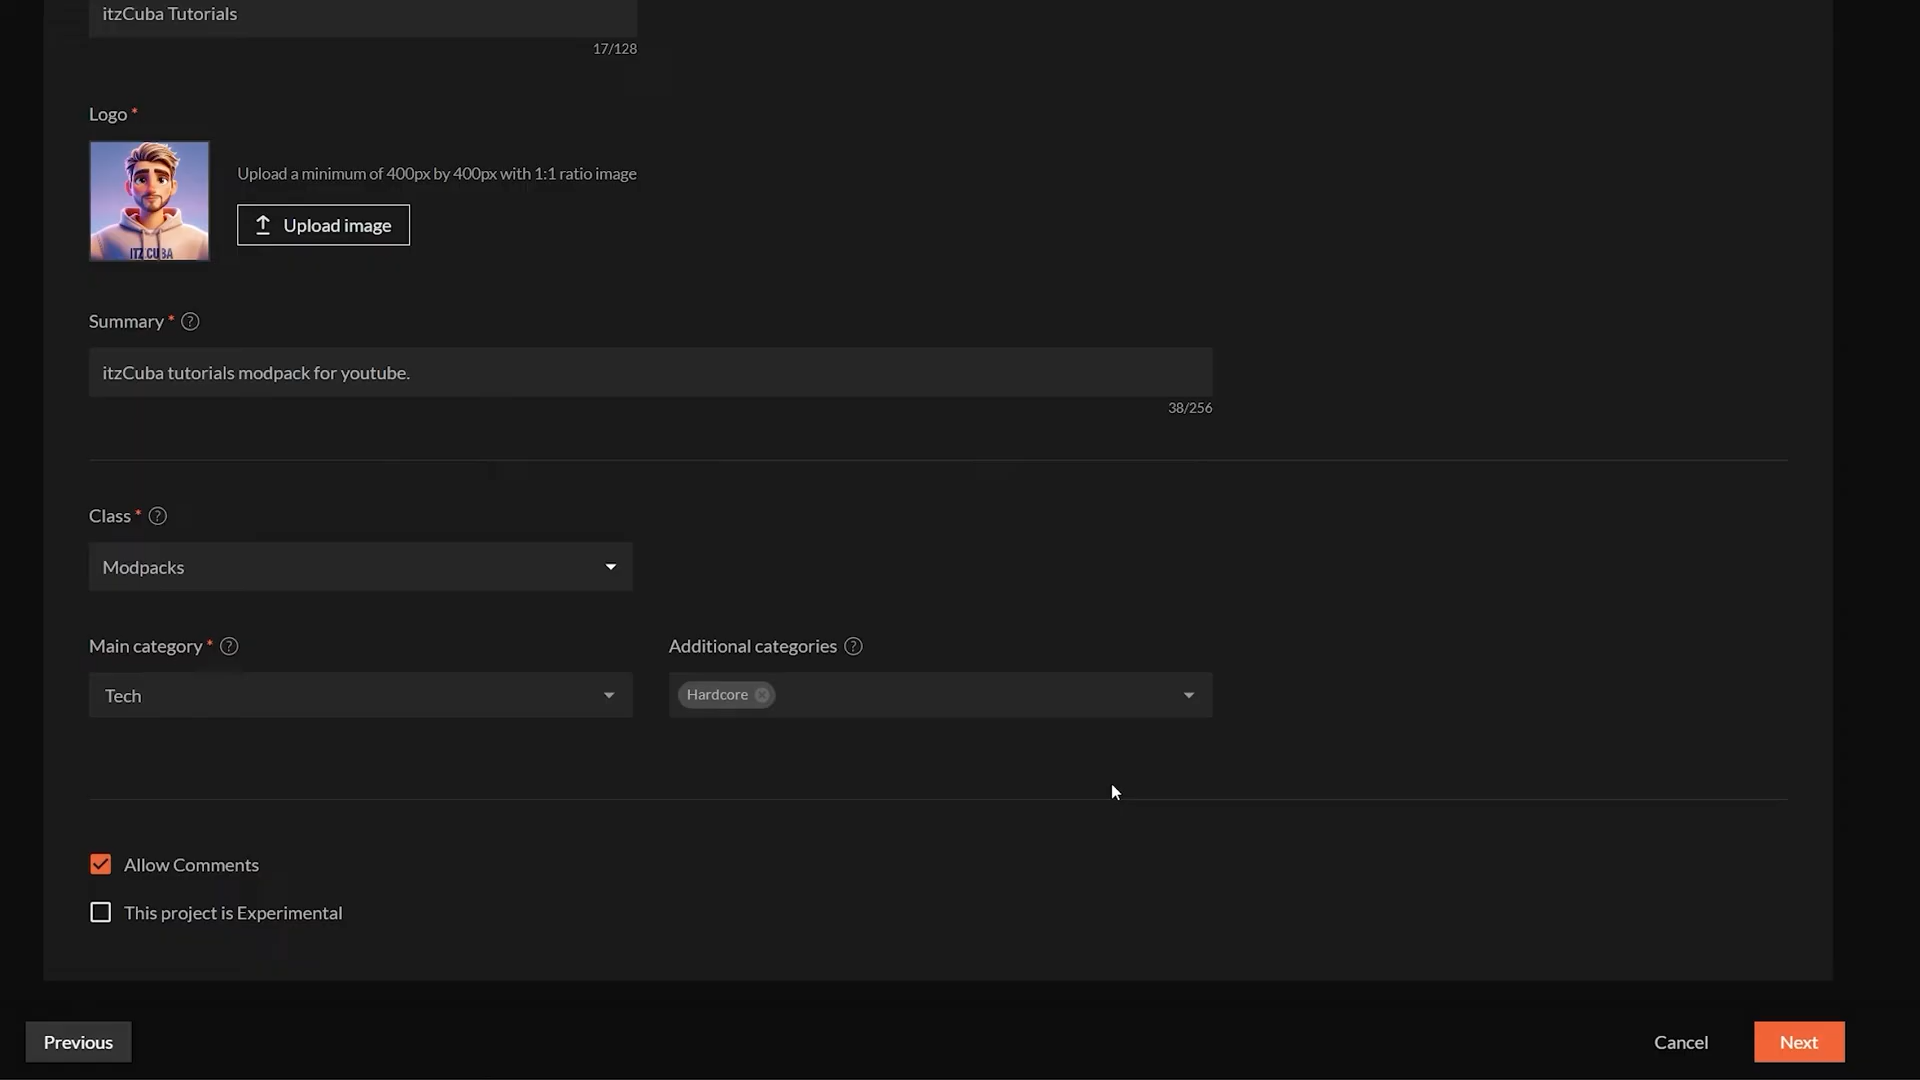 itzCuba Tutorials
17/128
Logo *
Upload a minimum of 400px by 400px with 1:1 ratio image
Upload image
ITZ CUBA
Summary * ?
itzCuba tutorials modpack for youtube.
38/256
Class * ?
Modpacks
Main category * ?
Additional categories ?
Tech
Hardcore
Allow Comments
This project is Experimental
Previous
Cancel
Next